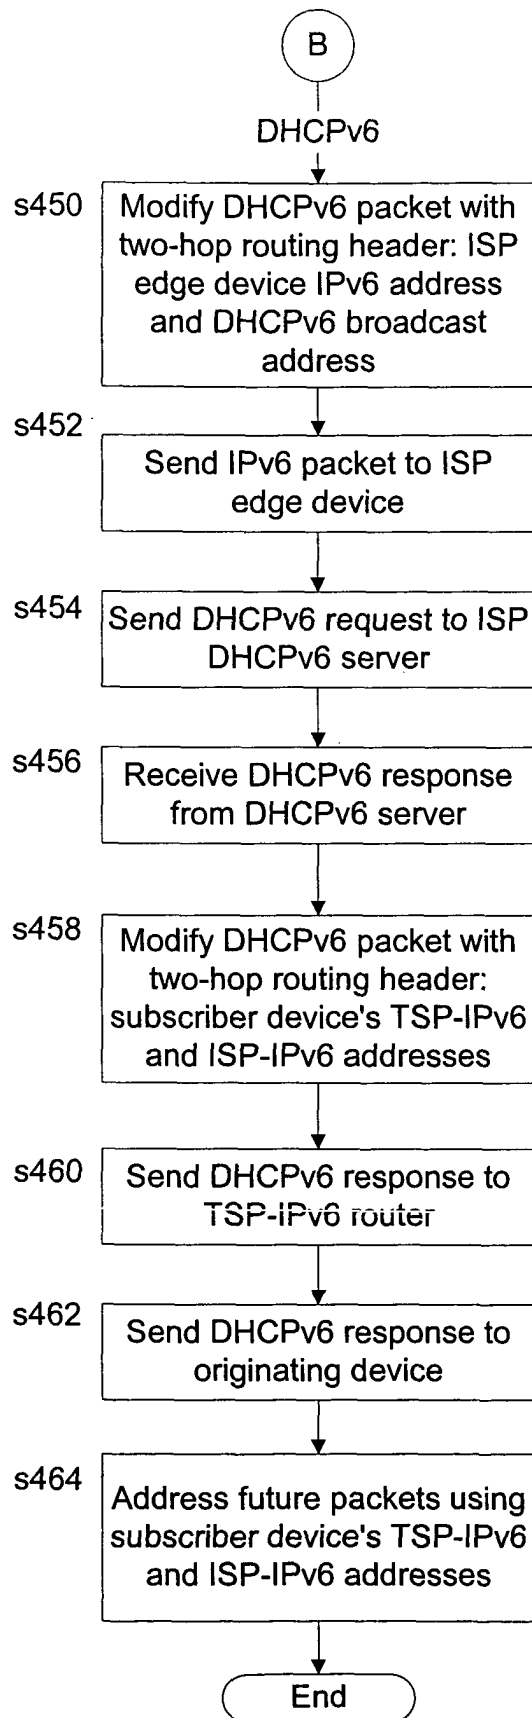 B
DHCPv6
s450
Modify DHCPv6 packet with
two-hop routing header: ISP
edge device IPv6 address
and DHCPv6 broadcast
address
s452
Send IPv6 packet to ISP
edge device
s454
Send DHCPv6 request to ISP
DHCPv6 server
s456
Receive DHCPv6 response
from DHCPv6 server
s458
Modify DHCPv6 packet with
two-hop routing header:
subscriber device's TSP-IPv6
and ISP-IPv6 addresses
s460
Send DHCPv6 response to
TSP-IPv6 router
s462
Send DHCPv6 response to
originating device
s464
Address future packets using
subscriber device's TSP-IPv6
and ISP-IPv6 addresses
End